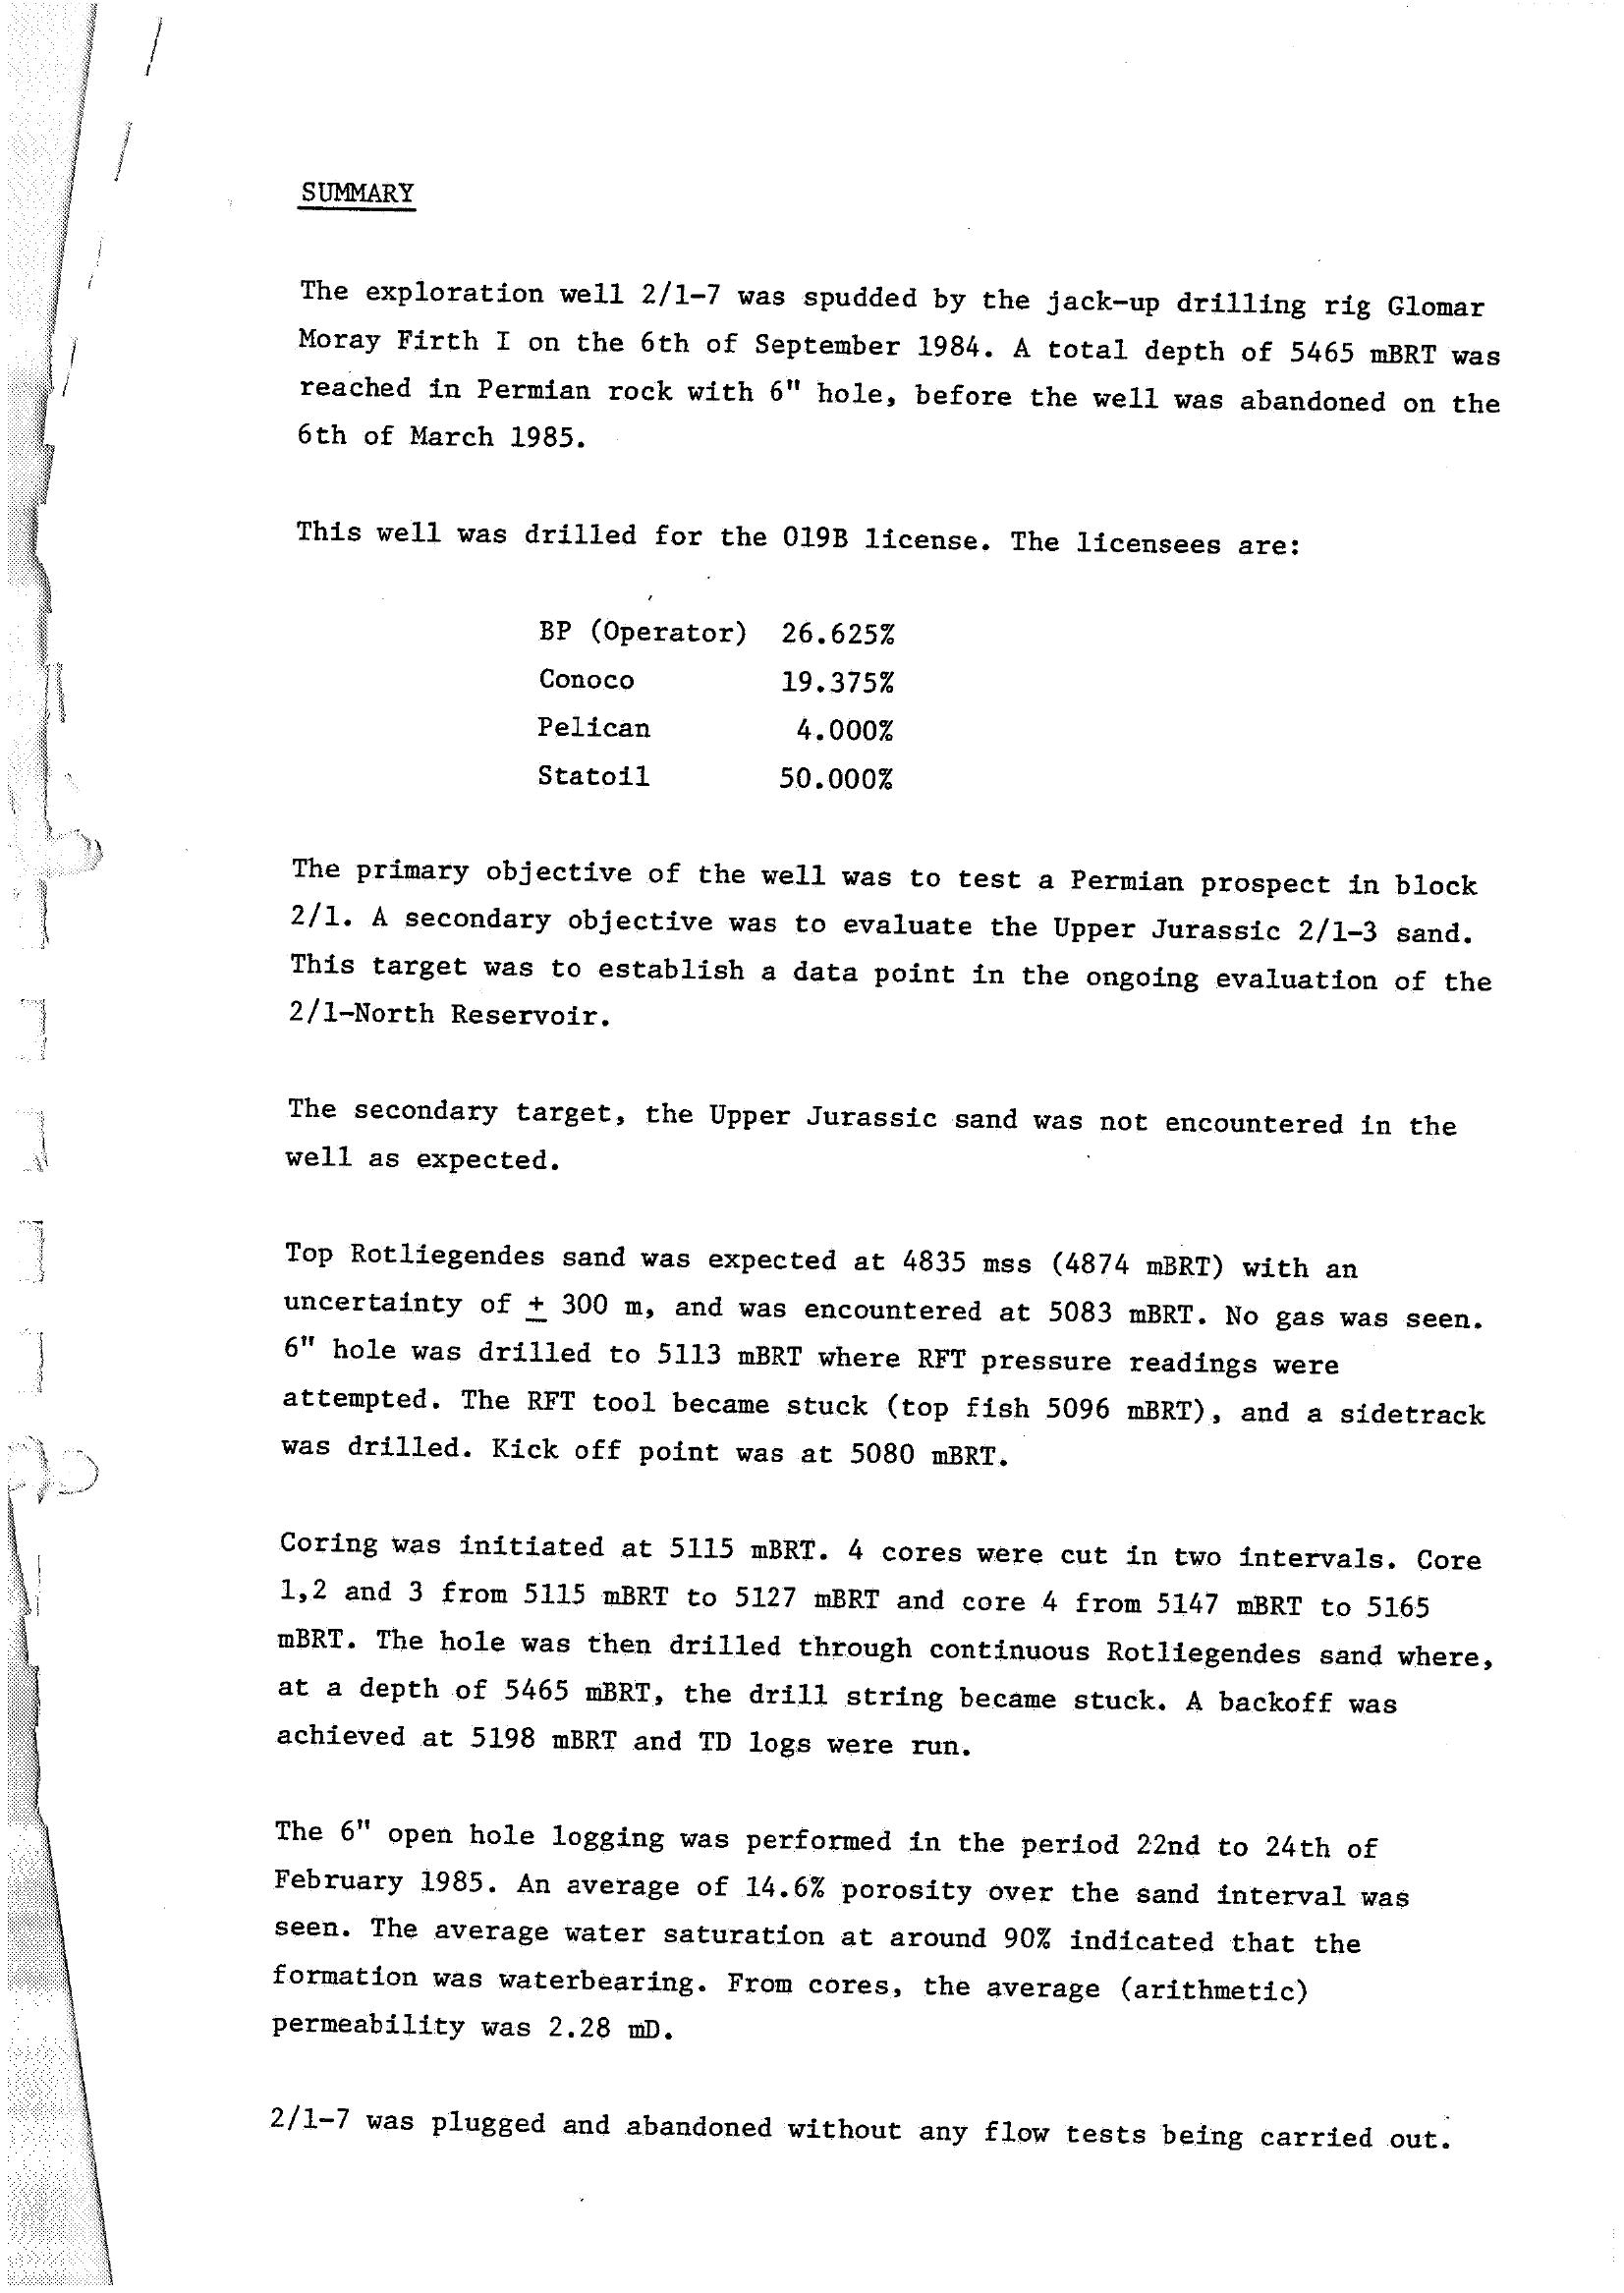 SUMMARY
The exploration well 2/1-7 was spudded by the jack-up drilling rig Glomar
Moray Firth I on the 6th of September 1984. A total depth of 5465 mBRT was
reached in Permian rock with 6" hole, before the well was abandoned on the
6th of March 1985.
This well was drilled for the 019B license. The licensees are:
BP (Operator) 26.625%
Conoco 19.375%
Pelican 4.000%
Statoil 50.000%
The primary objective of the well was to test a Permian prospect in block
2/1. A secondary objective was to evaluate the Upper Jurassic 2/1-3 sand.
This target was to establish a data point in the ongoing evaluation of the
2/1-North Reservoir.
The secondary target, the Upper Jurassic sand was not encountered in the
well as expected.
Top Rotliegendes sand was expected at 4835 mss (4874 mBRT) with an
uncertainty of ± 300 m, and was encountered at 5083 mBRT. No gas was seen.
6" hole was drilled to 5113 mBRT where RFT pressure readings were
attempted. The RFT tool became stuck (top fish 5096 mBRT), and a sidetrack
was drilled. Kick off point was at 5080 mBRT.
Coring was initiated at 5115 mBRT. 4 cores were cut in two intervals. Core
1,2 and 3 from 5115 mBRT to 5127 mBRT and core 4 from 5147 mBRT to 5165
mBRT. The hole was then drilled through continuous Rotliegendes sand where,
at a depth of 5465 mBRT, the drill string became stuck. A backoff was
achieved at 5198 mBRT and TD logs were run.
The 6" open hole logging was performed in the period 22nd to 24th of
February 1985. An average of 14.6% porosity over the sand interval was
seen. The average water saturation at around 90% indicated that the
formation was waterbearing. From cores, the average (arithmetic)
permeability was 2.28 mD.
2/1-7 was plugged and abandoned without any flow tests being carried out.